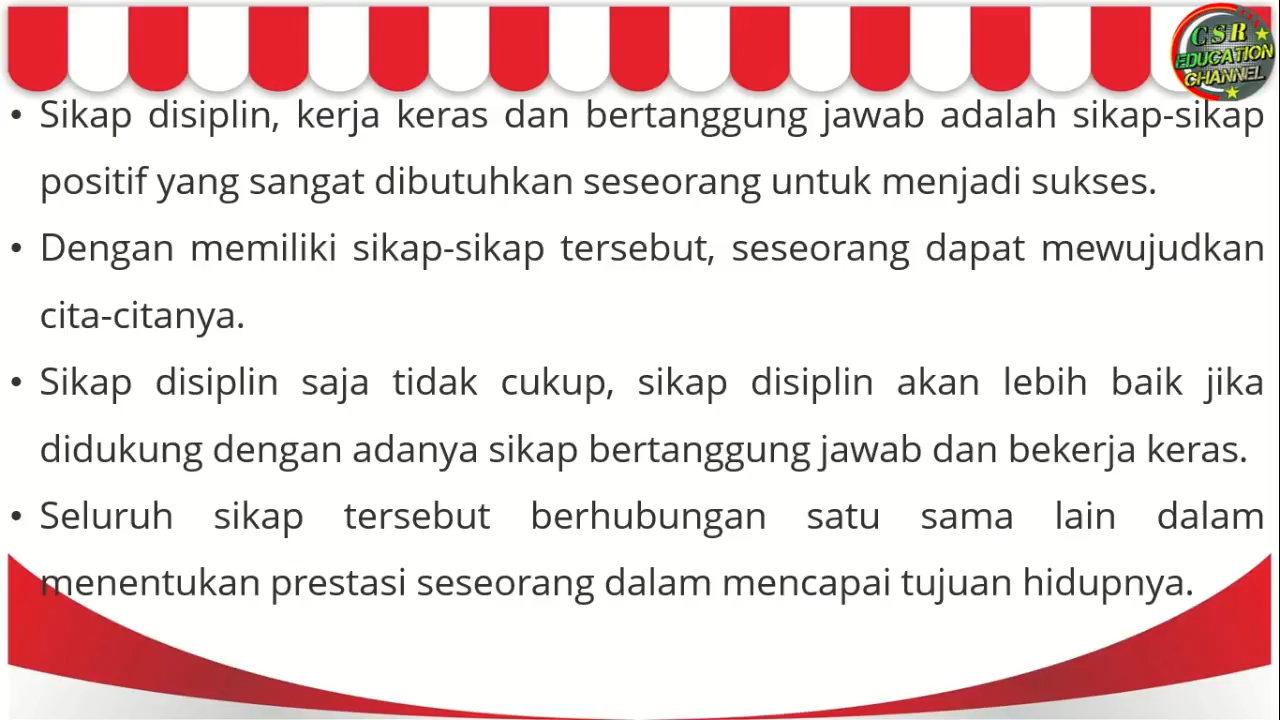 CSR
EDUCATION
CHANNEL
• Sikap disiplin, kerja keras dan bertanggung jawab adalah sikap-sikap
positif yang sangat dibutuhkan seseorang untuk menjadi sukses.
• Dengan memiliki sikap-sikap tersebut, seseorang dapat mewujudkan
cita-citanya.
• Sikap disiplin saja tidak cukup, sikap disiplin akan lebih baik jika
didukung dengan adanya sikap bertanggung jawab dan bekerja keras.
• Seluruh sikap tersebut berhubungan satu sama lain dalam
menentukan prestasi seseorang dalam mencapai tujuan hidupnya.